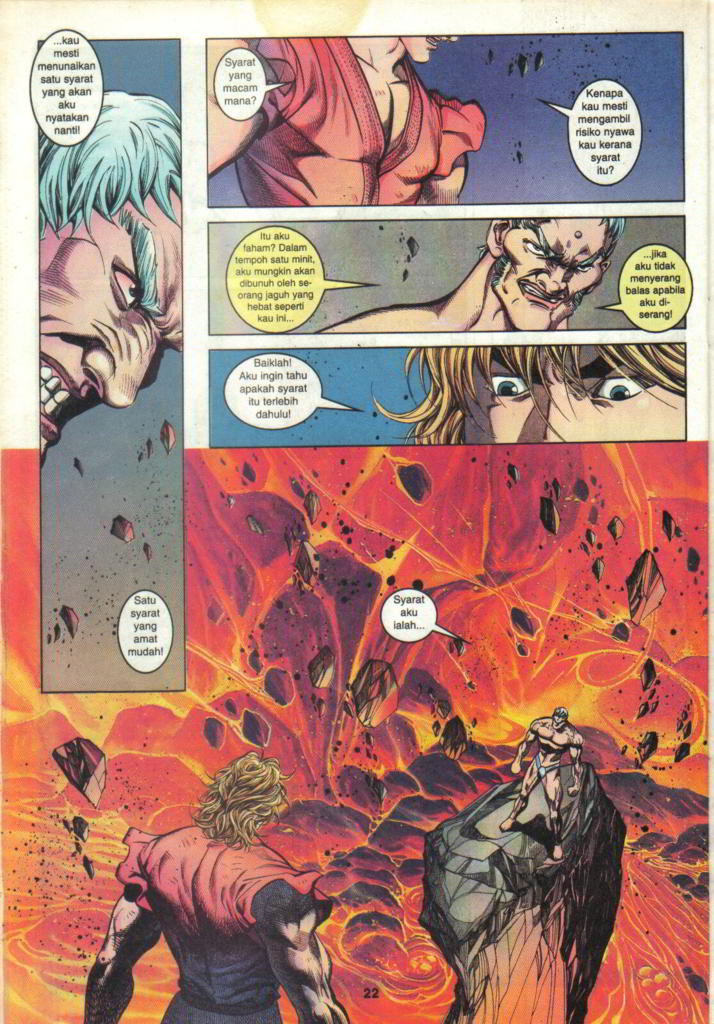 ...kau
mesti
menunaikan
satu syarat
yang akan
aku
nyatakan
nanti!
Syarat
yang
macam
mana?
Kenapa
kau mesti
mengambil
risiko nyawa
kau kerana
syarat
itu?
Itu aku
faham? Dalam
tempoh satu minit,
aku mungkin akan
dibunuh oleh se-
orang jaguh yang
hebat seperti
kau ini...
...jika
aku tidak
menyerang
balas apabila
aku di-
serang!
Baiklah!
Aku ingin tahu
apakah syarat
itu terlebih
dahulu!
Satu
syarat
yang
amat
mudah!
Syarat
aku
ialah...
22